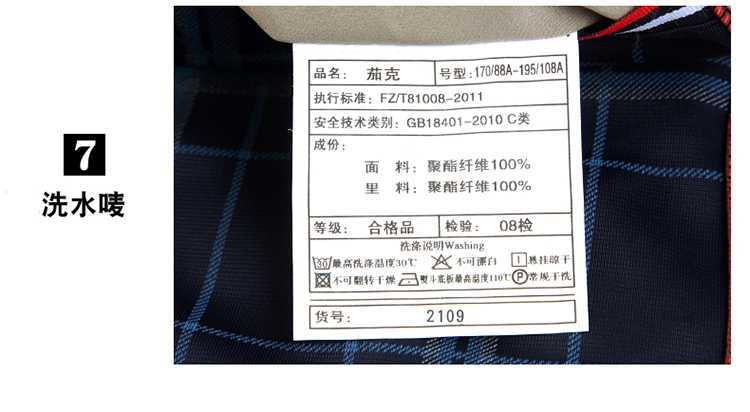 7
洗水唛
品名: 茄克 号型: 170/88A-195/108A
执行标准: FZ/T81008-2011
安全技术类别: GB18401-2010 C类
成份:
面 料: 聚酯纤维100%
里 料: 聚酯纤维100%
等级: 合格品 检验: 08检
洗涤说明Washing
最高洗涤温度30℃ 不可漂白 悬挂晾干
不可翻转干燥 熨斗底板最高温度110℃ P 常规干洗
货号: 2109